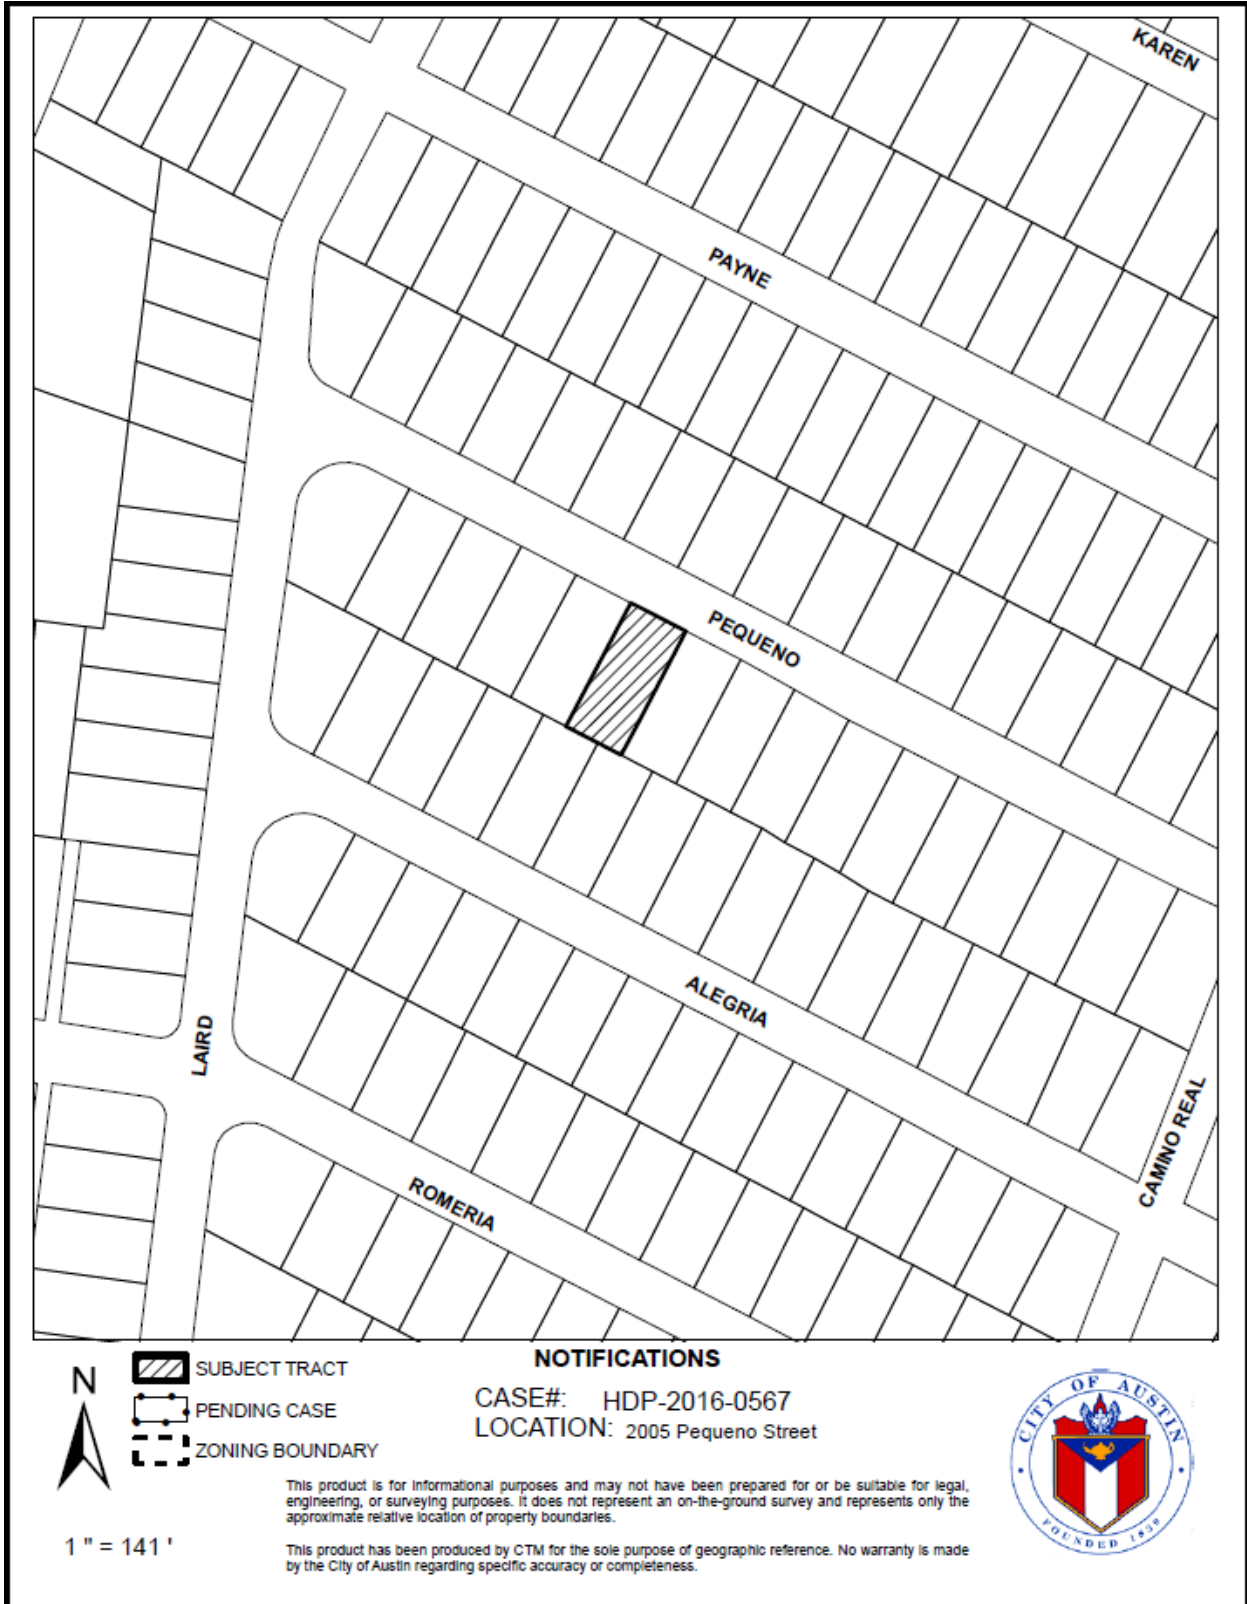 KAREN
PAYNE
PEQUENO
ALEGRIA
LAIRD
CAMINO REAL
ROMERIA
NOTIFICATIONS
N
SUBJECT TRACT
CASE#: HDP-2016-0567
PENDING CASE
LOCATION: 2005 Pequeno Street
ZONING BOUNDARY
CITY OF AUSTIN
FOUNDED 1839
This product is for informational purposes and may not have been prepared for or be suitable for legal,
engineering, or surveying purposes. It does not represent an on-the-ground survey and represents only the
approximate relative location of property boundaries.
1 " = 141 '
This product has been produced by CTM for the sole purpose of geographic reference. No warranty is made
by the City of Austin regarding specific accuracy or completeness.